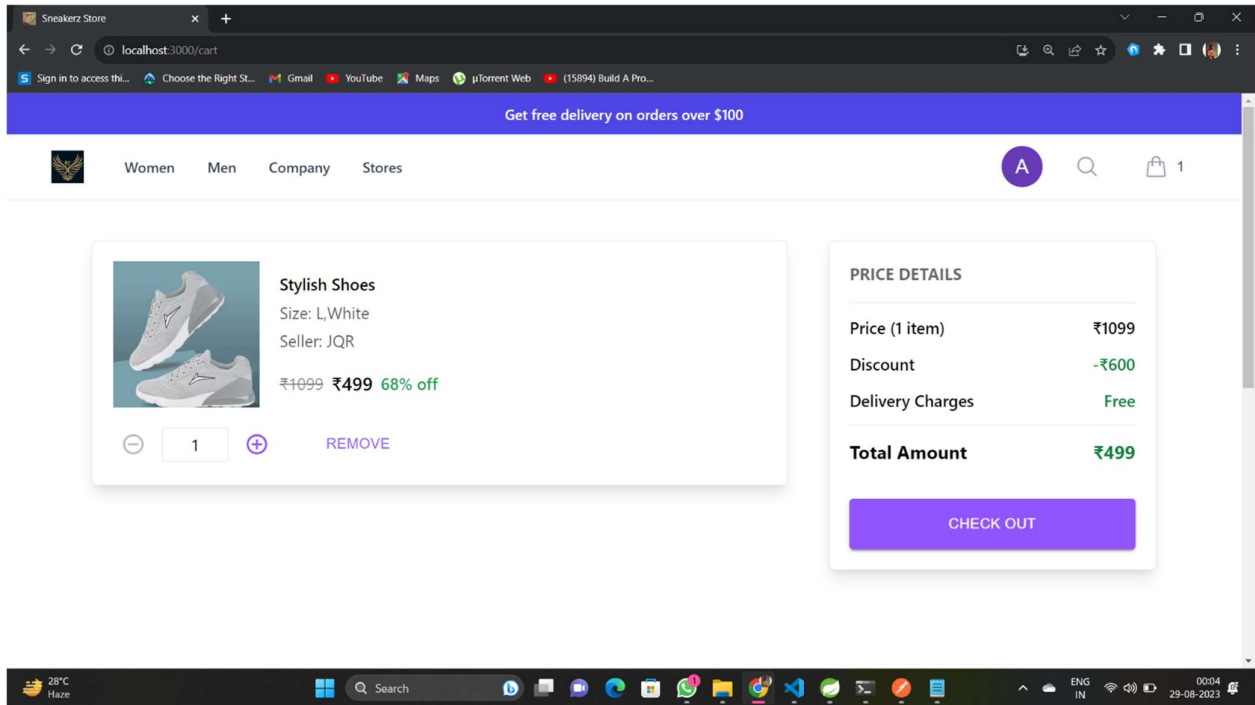 Sneakerz Store
localhost:3000/cart
Sign in to access thi... Choose the Right St... Gmail YouTube Maps µTorrent Web (15894) Build A Pro...
Get free delivery on orders over $100
Women Men Company Stores A 1
Stylish Shoes
Size: L,White
Seller: JQR
₹1099 ₹499 68% off
1 REMOVE
PRICE DETAILS
Price (1 item) ₹1099
Discount -₹600
Delivery Charges Free
Total Amount ₹499
CHECK OUT
28°C
Haze
Search
ENG
IN
00:04
29-08-2023